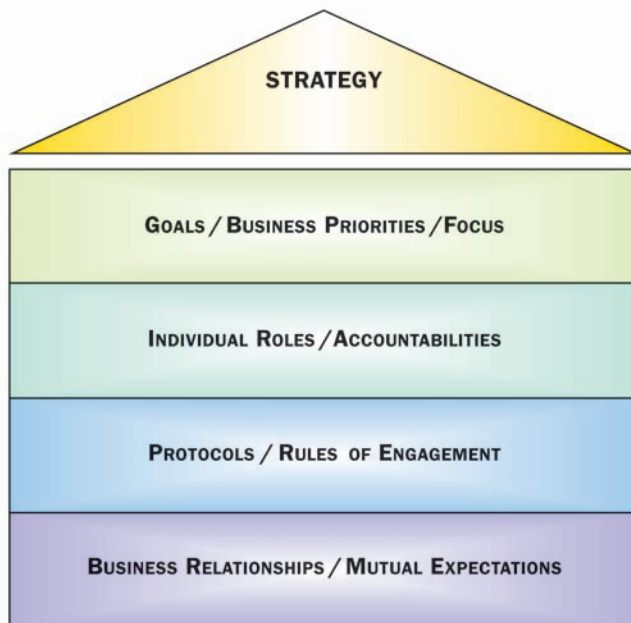 STRATEGY
GOALS / BUSINESS PRIORITIES / FOCUS
INDIVIDUAL ROLES / ACCOUNTABILITIES
PROTOCOLS / RULES OF ENGAGEMENT
BUSINESS RELATIONSHIPS / MUTUAL EXPECTATIONS